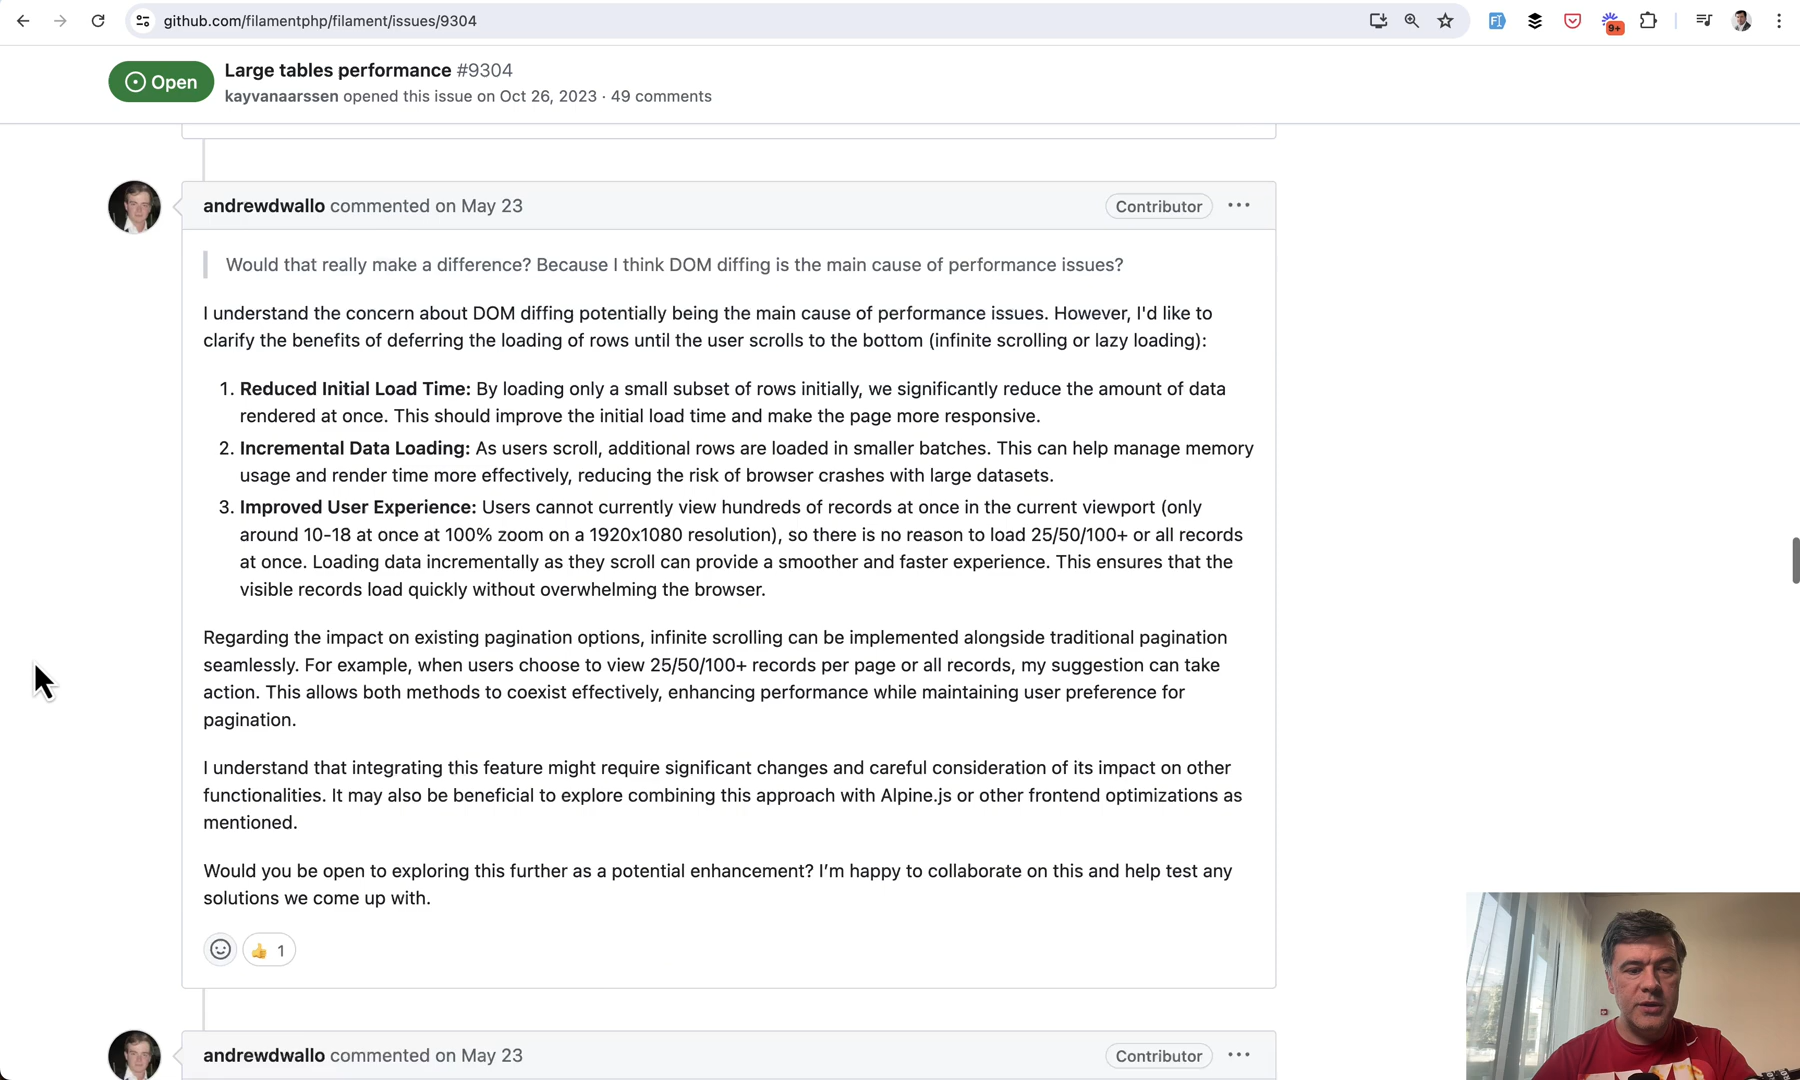 github.com/filamentphp/filament/issues/9304
9+
Open
Large tables performance #9304
kayvanaarssen opened this issue on Oct 26, 2023 · 49 comments
andrewdwallo commented on May 23
Contributor
Would that really make a difference? Because I think DOM diffing is the main cause of performance issues?
I understand the concern about DOM diffing potentially being the main cause of performance issues. However, I'd like to
clarify the benefits of deferring the loading of rows until the user scrolls to the bottom (infinite scrolling or lazy loading):
1. Reduced Initial Load Time: By loading only a small subset of rows initially, we significantly reduce the amount of data
rendered at once. This should improve the initial load time and make the page more responsive.
2. Incremental Data Loading: As users scroll, additional rows are loaded in smaller batches. This can help manage memory
usage and render time more effectively, reducing the risk of browser crashes with large datasets.
3. Improved User Experience: Users cannot currently view hundreds of records at once in the current viewport (only
around 10-18 at once at 100% zoom on a 1920x1080 resolution), so there is no reason to load 25/50/100+ or all records
at once. Loading data incrementally as they scroll can provide a smoother and faster experience. This ensures that the
visible records load quickly without overwhelming the browser.
Regarding the impact on existing pagination options, infinite scrolling can be implemented alongside traditional pagination
seamlessly. For example, when users choose to view 25/50/100+ records per page or all records, my suggestion can take
action. This allows both methods to coexist effectively, enhancing performance while maintaining user preference for
pagination.
I understand that integrating this feature might require significant changes and careful consideration of its impact on other
functionalities. It may also be beneficial to explore combining this approach with Alpine.js or other frontend optimizations as
mentioned.
Would you be open to exploring this further as a potential enhancement? I'm happy to collaborate on this and help test any
solutions we come up with.
👍 1
andrewdwallo commented on May 23
Contributor